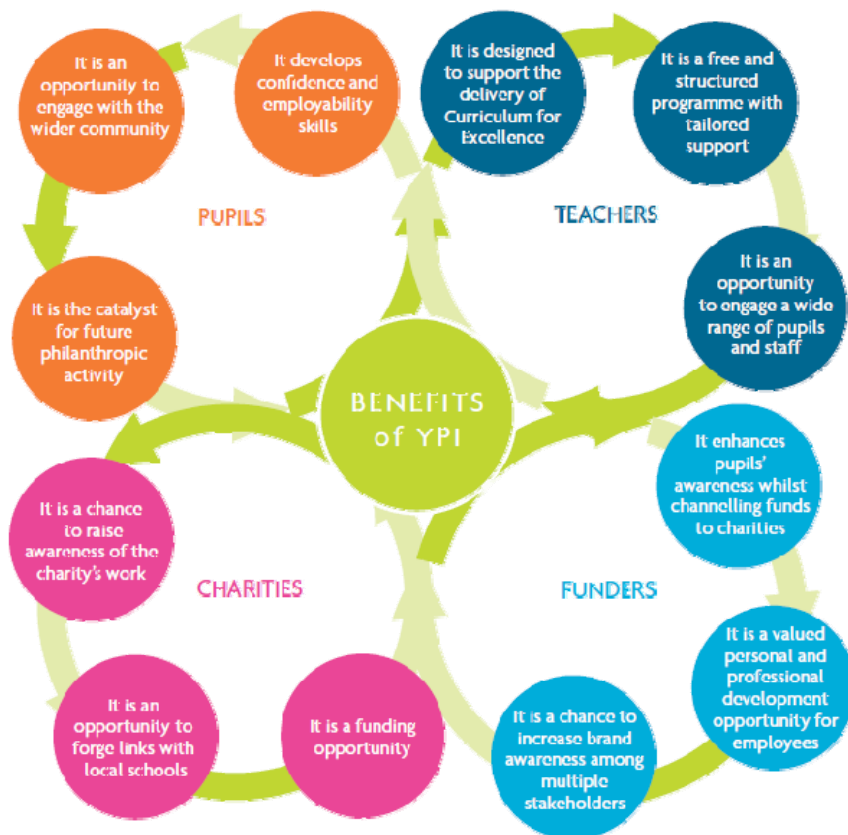 It is an
opportunity to
engage with the
wider community
It develops
confidence and
employability
skills
It is designed
to support the
delivery of
Curriculum for
Excellence
It is a free and
structured
programme with
tailored
support
PUPILS
TEACHERS
It is the catalyst
for future
philanthropic
activity
It is an
opportunity
to engage a wide
range of pupils
and staff
BENEFITS
of YPI
It is a chance
to raise
awareness of the
charity's work
It enhances
pupils'
awareness whilst
channelling funds
to charities
CHARITIES
FUNDERS
It is an
opportunity to
forge links with
local schools
It is a funding
opportunity
It is a chance to
increase brand
awareness among
multiple
stakeholders
It is a valued
personal and
professional
development
opportunity for
employees